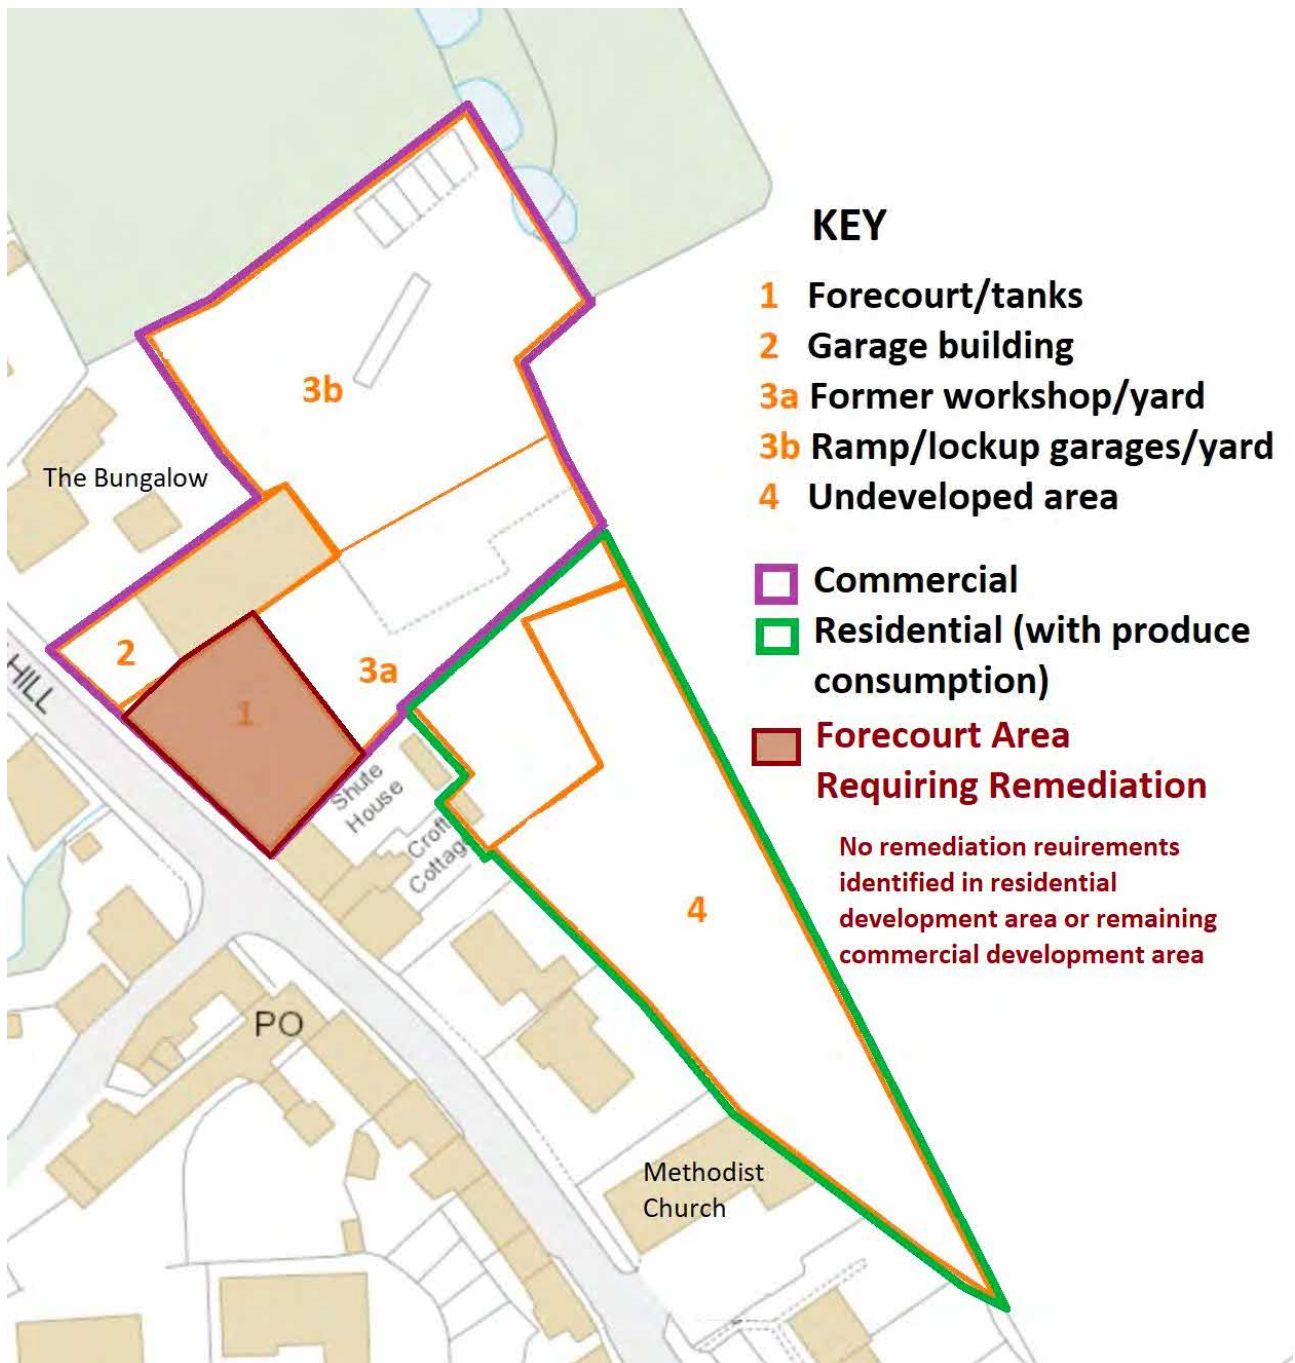 KEY
1 Forecourt/tanks
2 Garage building
3a Former workshop/yard
3b Ramp/lockup garages/yard
4 Undeveloped area
Commercial
Residential (with produce
consumption)
Forecourt Area
Requiring Remediation
No remediation reuirements
identified in residential
development area or remaining
commercial development area
3b
The Bungalow
2
HILL
3a
1
Shute
House
Croft
Cottage
4
PO
Methodist
Church